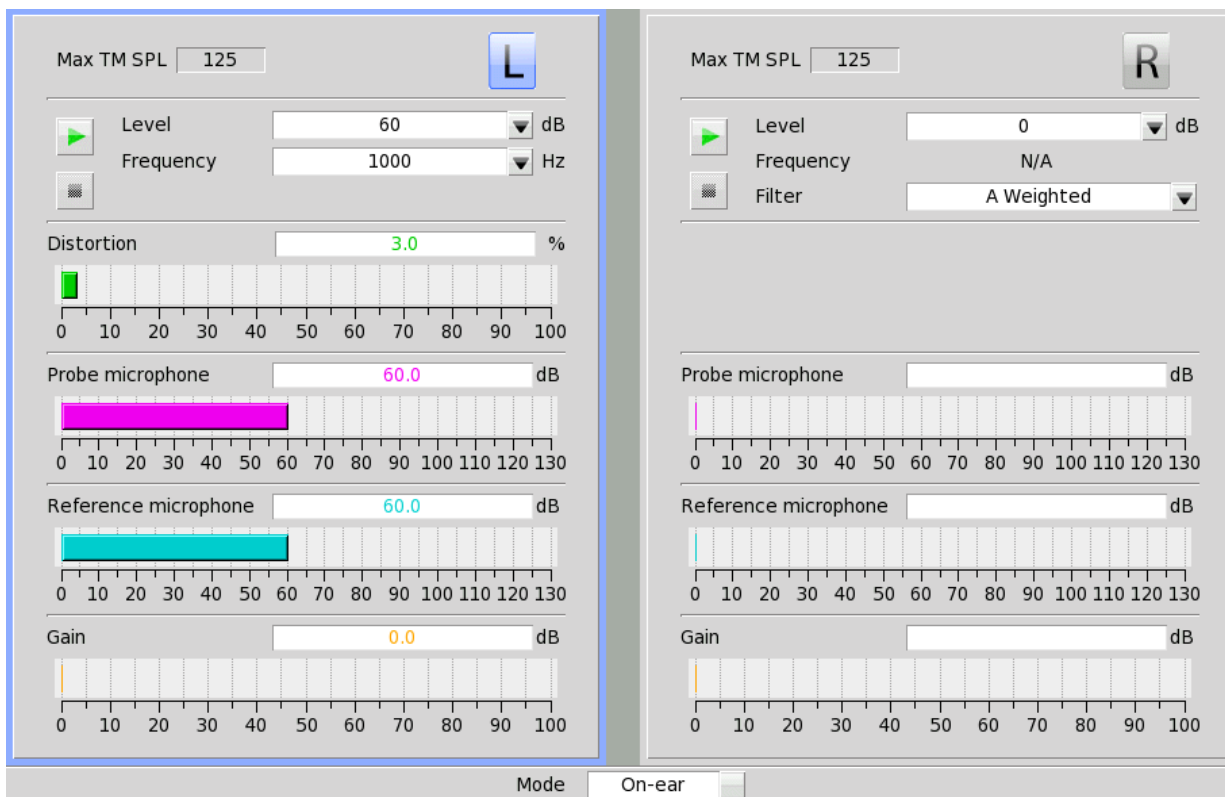 Max TM SPL 125 L
Level 60 dB
Frequency 1000 Hz
Distortion 3.0 %
0 10 20 30 40 50 60 70 80 90 100
Probe microphone 60.0 dB
0 10 20 30 40 50 60 70 80 90 100 110 120 130
Reference microphone 60.0 dB
0 10 20 30 40 50 60 70 80 90 100 110 120 130
Gain 0.0 dB
0 10 20 30 40 50 60 70 80 90 100
Max TM SPL 125 R
Level 0 dB
Frequency N/A
Filter A Weighted
Probe microphone dB
0 10 20 30 40 50 60 70 80 90 100 110 120 130
Reference microphone dB
0 10 20 30 40 50 60 70 80 90 100 110 120 130
Gain dB
0 10 20 30 40 50 60 70 80 90 100
Mode On-ear